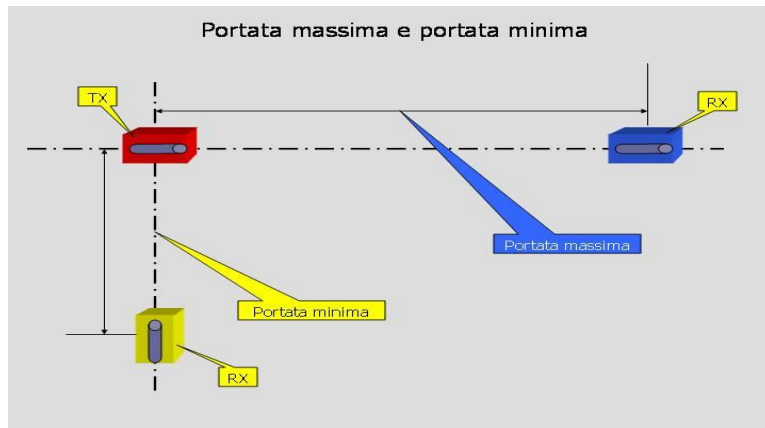 Portata massima e portata minima
TX
RX
Portata massima
Portata minima
RX